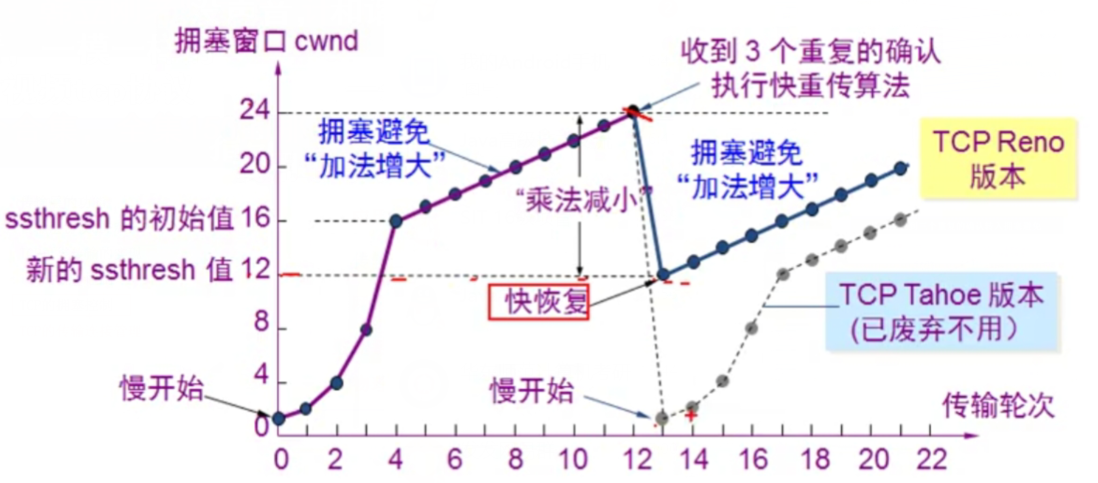 拥塞窗口 cwnd
收到 3 个重复的确认
执行快重传算法
24
拥塞避免
“加法增大”
拥塞避免
“加法增大”
TCP Reno
版本
20
“乘法减小”
ssthresh 的初始值 16
新的 ssthresh 值 12
快恢复
TCP Tahoe 版本
(已废弃不用）
8
4
慢开始
慢开始
传输轮次
0
0 2 4 6 8 10 12 14 16 18 20 22